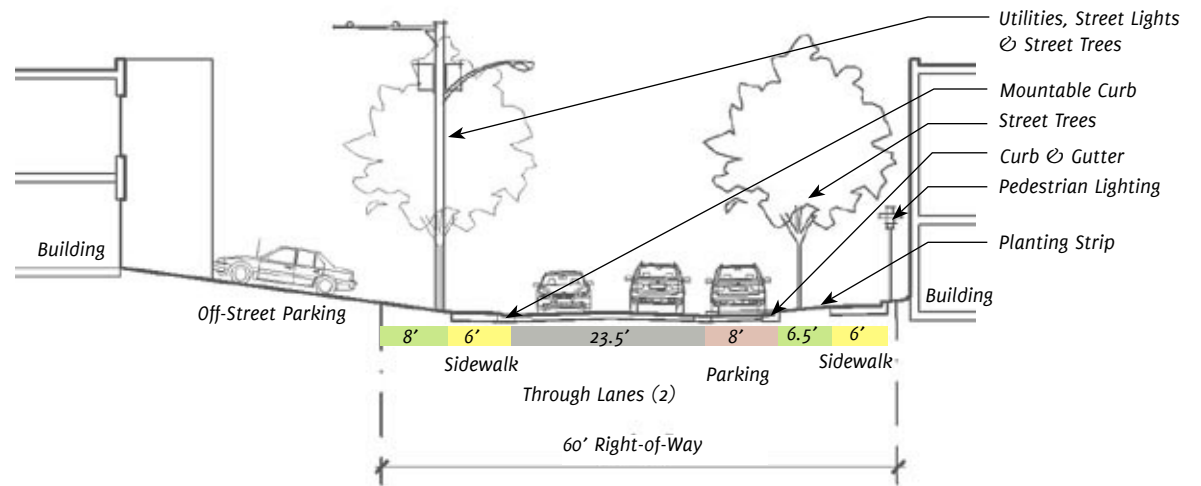 Utilities, Street Lights
& Street Trees
Mountable Curb
Street Trees
Curb & Gutter
Pedestrian Lighting
Planting Strip
Building
Building
Off-Street Parking
8’ 6’ 23.5’ 8’ 6.5’ 6’
Sidewalk Parking Sidewalk
Through Lanes (2)
60’ Right-of-Way